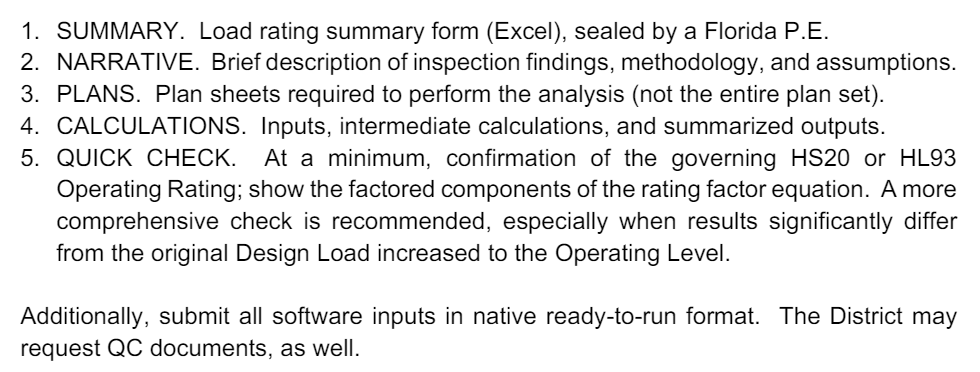 1. SUMMARY. Load rating summary form (Excel), sealed by a Florida P.E.
2. NARRATIVE. Brief description of inspection findings, methodology, and assumptions.
3. PLANS. Plan sheets required to perform the analysis (not the entire plan set).
4. CALCULATIONS. Inputs, intermediate calculations, and summarized outputs.
5. QUICK CHECK. At a minimum, confirmation of the governing HS20 or HL93
Operating Rating; show the factored components of the rating factor equation. A more
comprehensive check is recommended, especially when results significantly differ
from the original Design Load increased to the Operating Level.
Additionally, submit all software inputs in native ready-to-run format. The District may
request QC documents, as well.